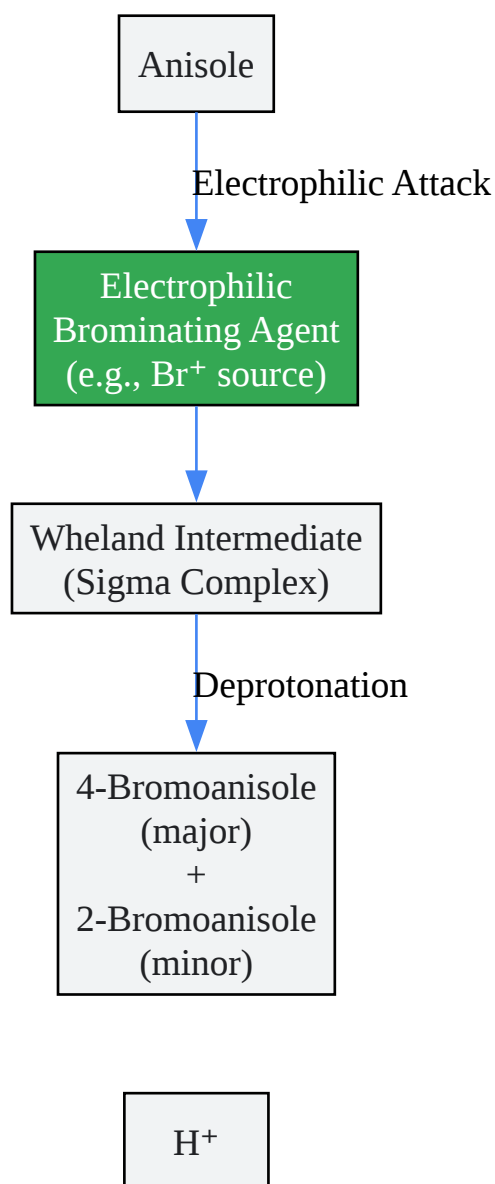 Anisole
Electrophilic Attack
Electrophilic
Brominating Agent
(e.g., Br⁺ source)
Wheland Intermediate
(Sigma Complex)
Deprotonation
4-Bromoanisole
(major)
+
2-Bromoanisole
(minor)
H⁺